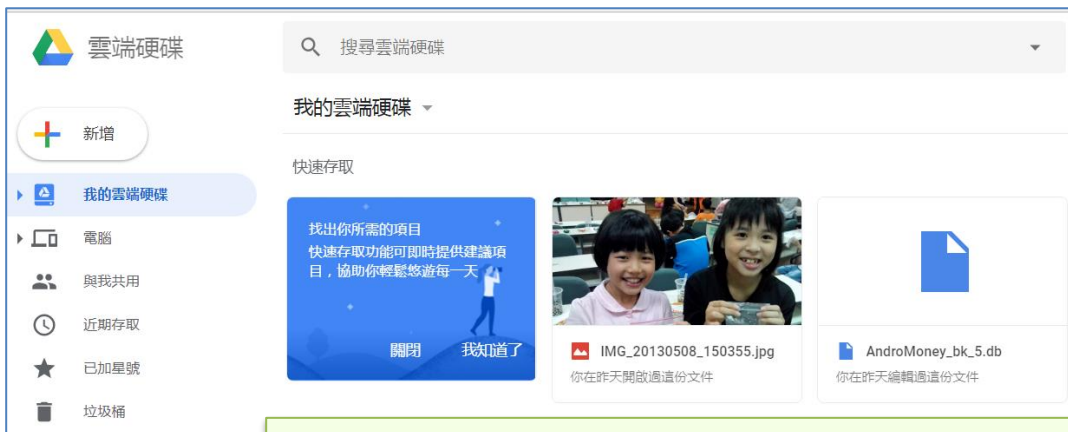 雲端硬碟
搜尋雲端硬碟
新增
我的雲端硬碟
電腦
與我共用
近期存取
已加星號
垃圾桶
我的雲端硬碟
快速存取
找出你所需的項目
快速存取功能可即時提供建議項
目，協助你輕鬆悠遊每一天
關閉 我知道了
IMG_20130508_150355.jpg
你在昨天開啟過這份文件
AndroMoney_bk_5.db
你在昨天編輯過這份文件